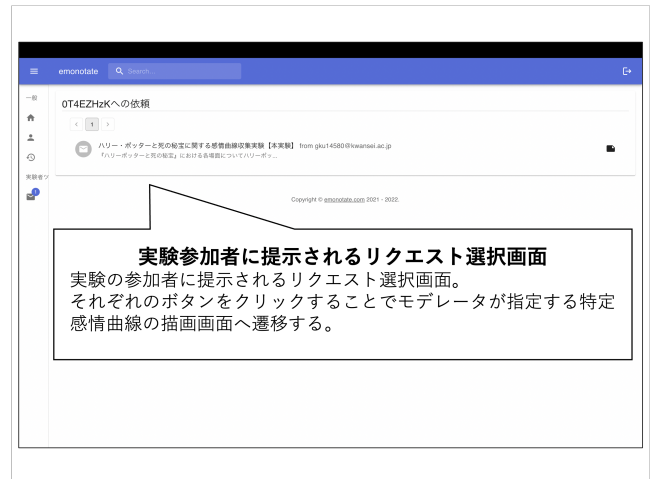 emonotate
Search...
一般
0T4EZHzKへの依頼
1
ハリー・ポッターと死の秘宝に関する感情曲線収集実験【本実験】 from gku14580@kwansei.ac.jp
「ハリーポッターと死の秘宝」における各場面についてハリーポッ...
実験者ツ
1
Copyright © emonotate.com 2021 - 2022.
実験参加者に提示されるリクエスト選択画面
実験の参加者に提示されるリクエスト選択画面。
それぞれのボタンをクリックすることでモデレータが指定する特定
感情曲線の描画画面へ遷移する。